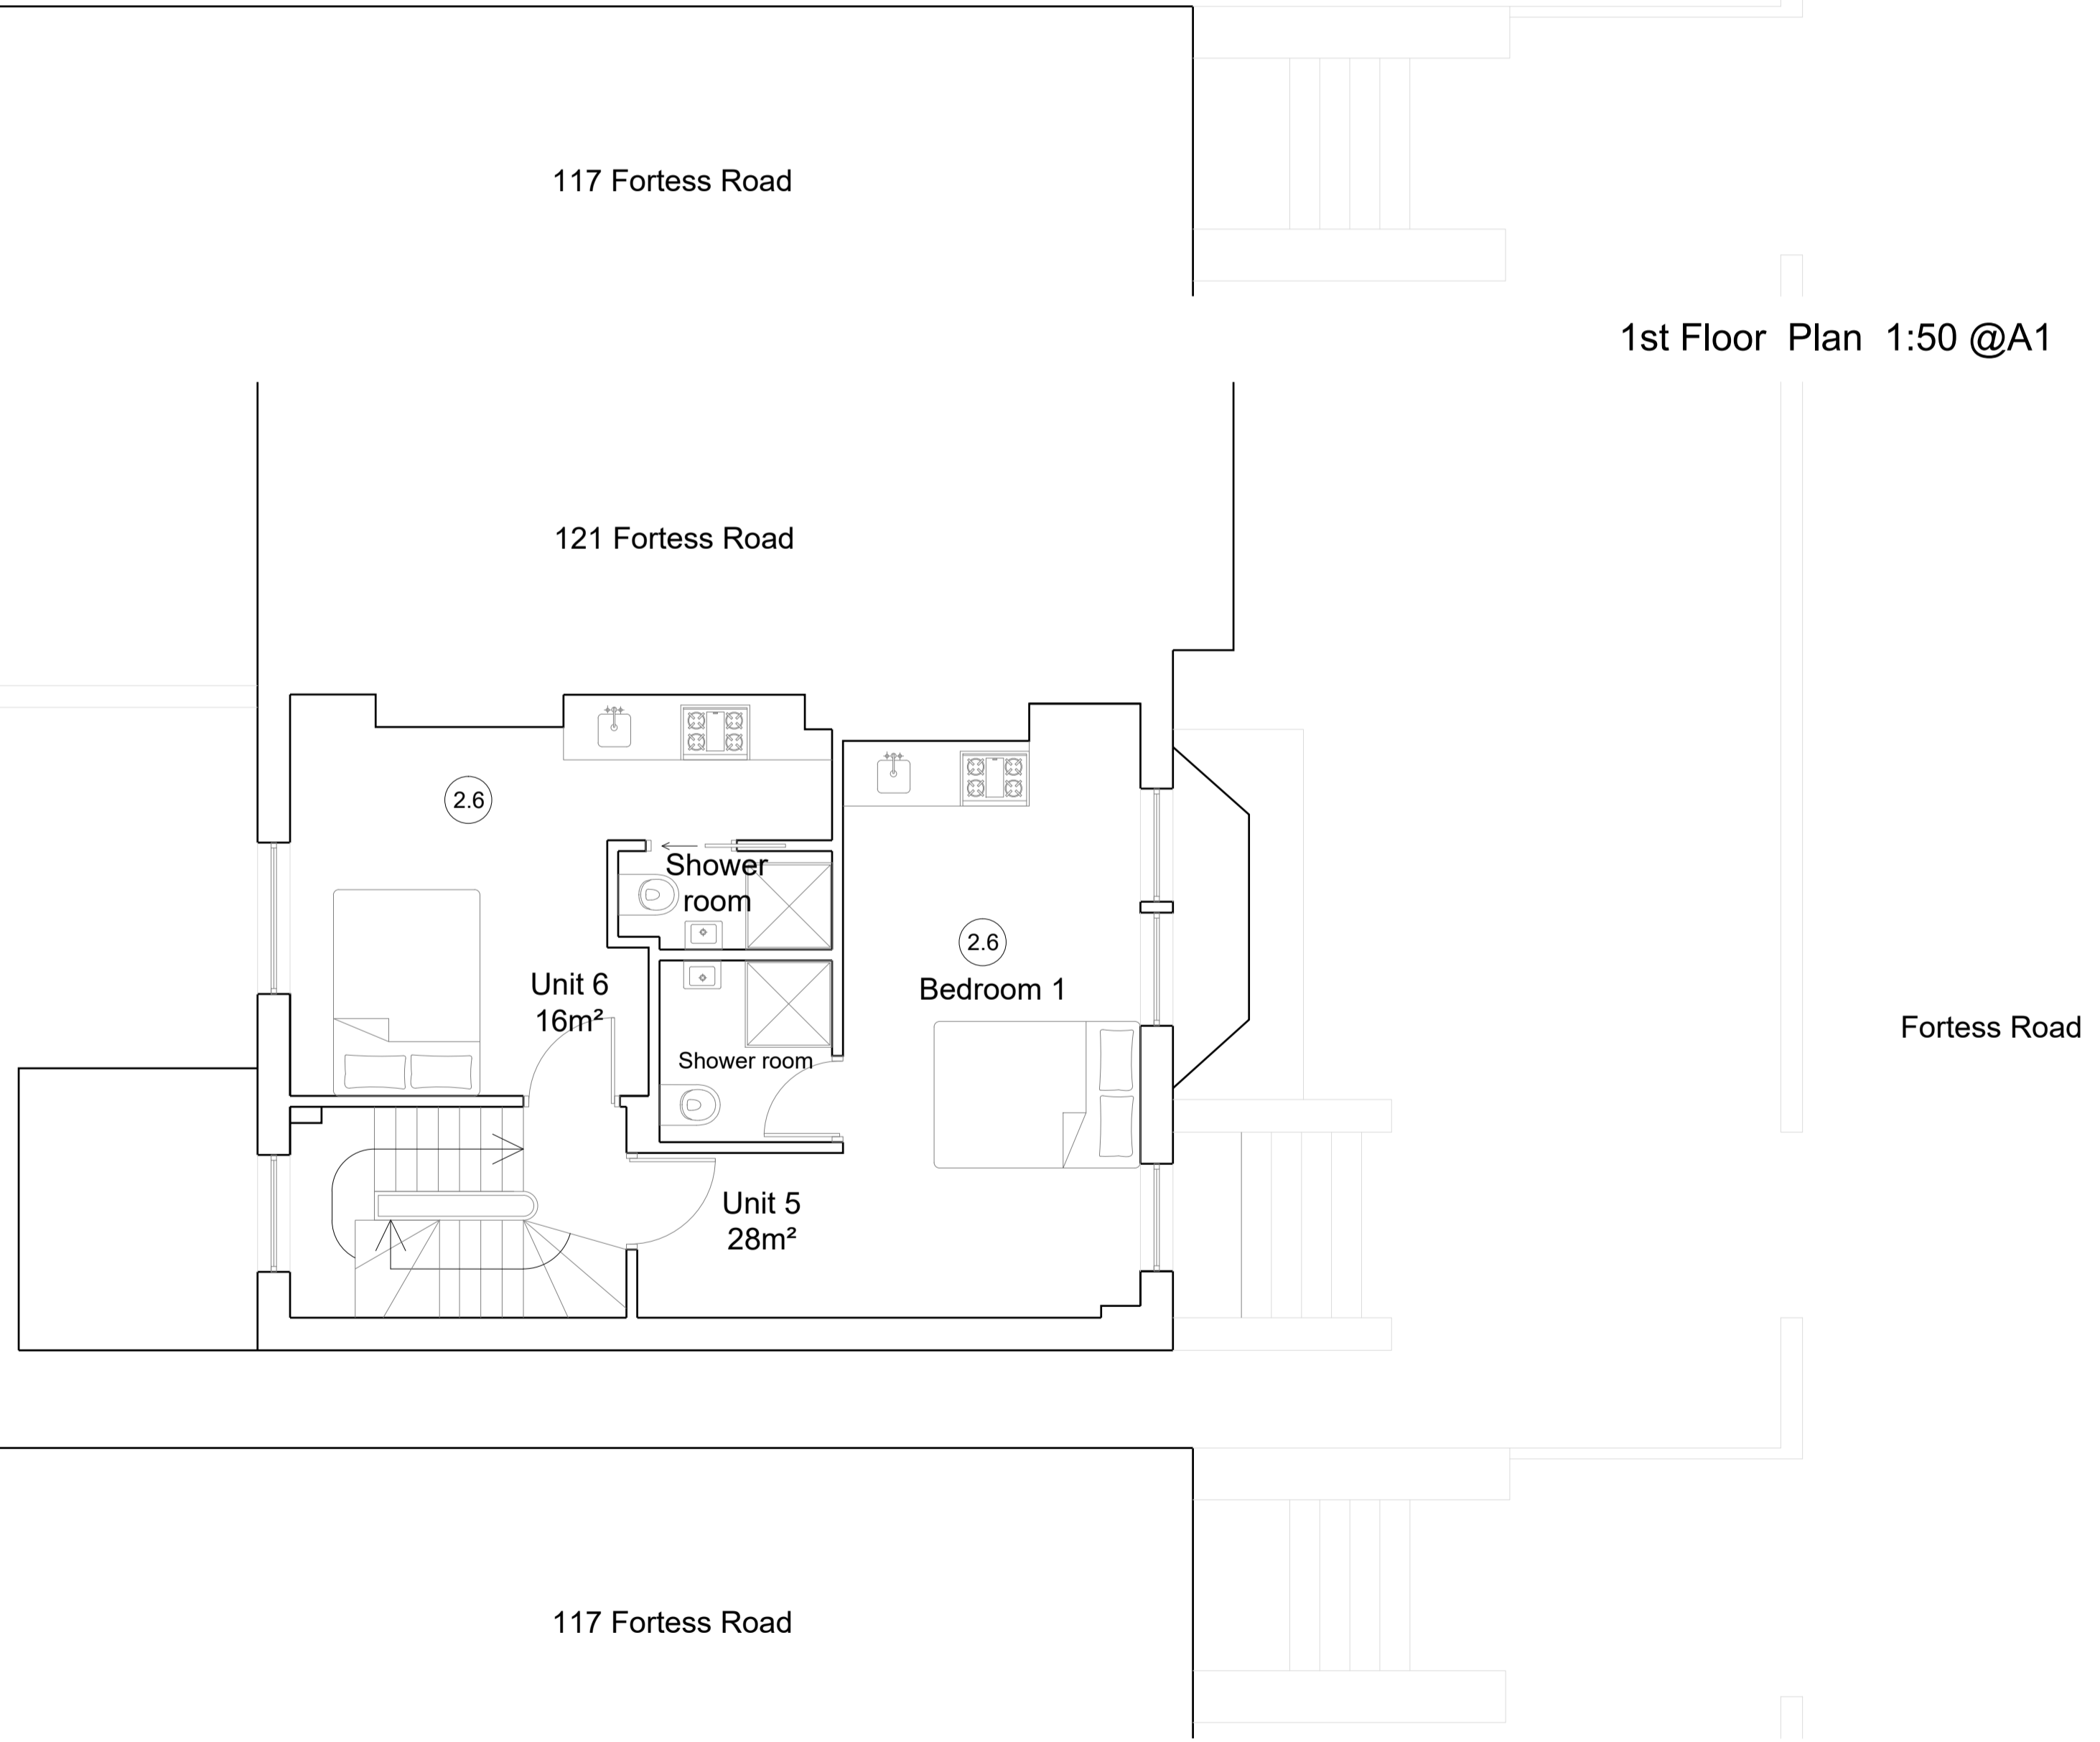 117 Fortess Road
1st Floor Plan 1:50 @A1
121 Fortess Road
2.6
Shower
room
2.6
Bedroom 1
Unit 6
16m²
Fortess Road
Shower room
Unit 5
28m²
117 Fortess Road